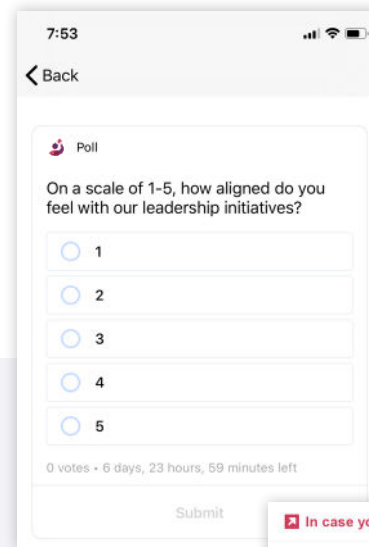 7:53
Back
Poll
On a scale of 1-5, how aligned do you
feel with our leadership initiatives?
1
2
3
4
5
0 votes • 6 days, 23 hours, 59 minutes left
Submit
In case